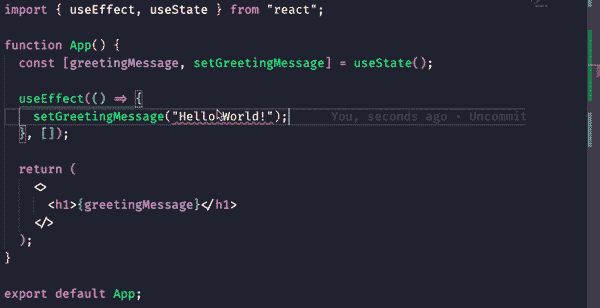 import { useEffect, useState } from "react";
function App() {
const [greetingMessage, setGreetingMessage] = useState();
useEffect(() => {
setGreetingMessage("Hello World!"); You, seconds ago • Uncommit
}, []);
return (
<>
<h1>{greetingMessage}</h1>
</>
);
}
export default App;